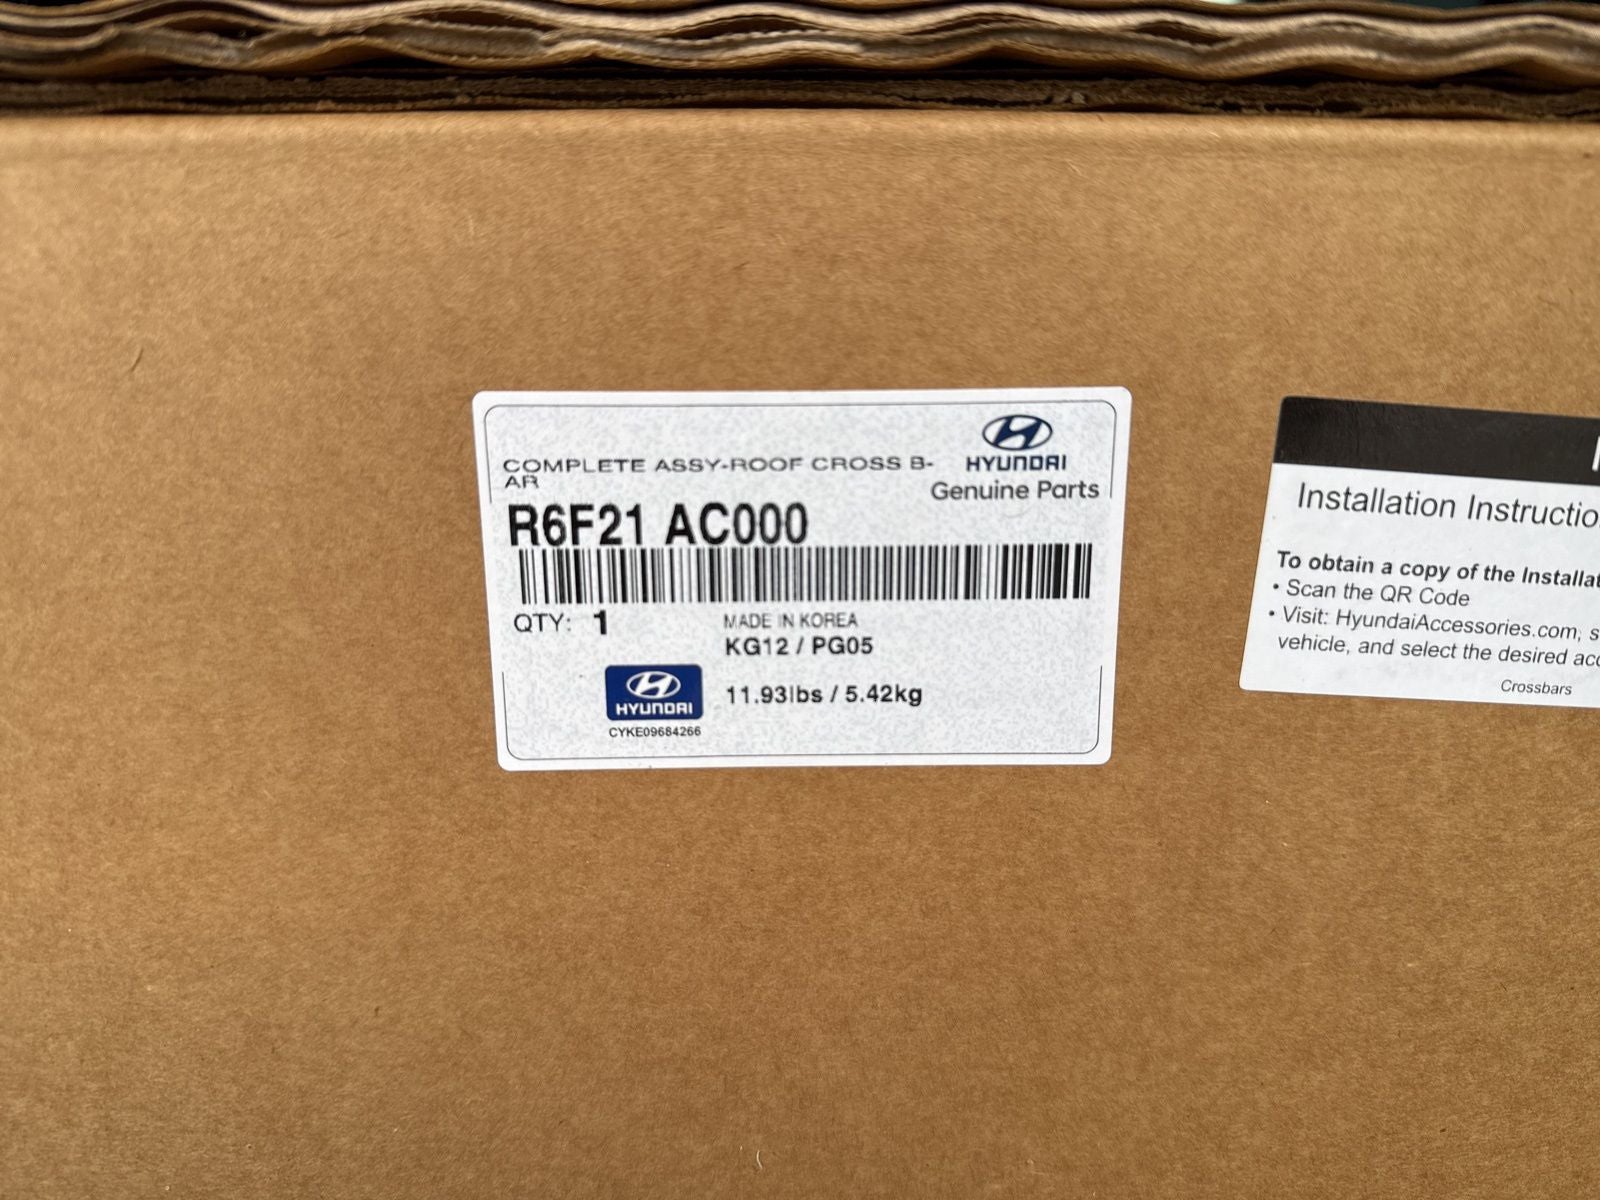 COMPLETE ASSY-ROOF CROSS B-
AR
HYUNDAI
Genuine Parts
R6F21 AC000
QTY: 1
MADE IN KOREA
KG12 / PG05
HYUNDAI
11.93lbs / 5.42kg
CYKE09684266
Installation Instructio
To obtain a copy of the Installat
• Scan the QR Code
• Visit: HyundaiAccessories.com, s
vehicle, and select the desired acc
Crossbars